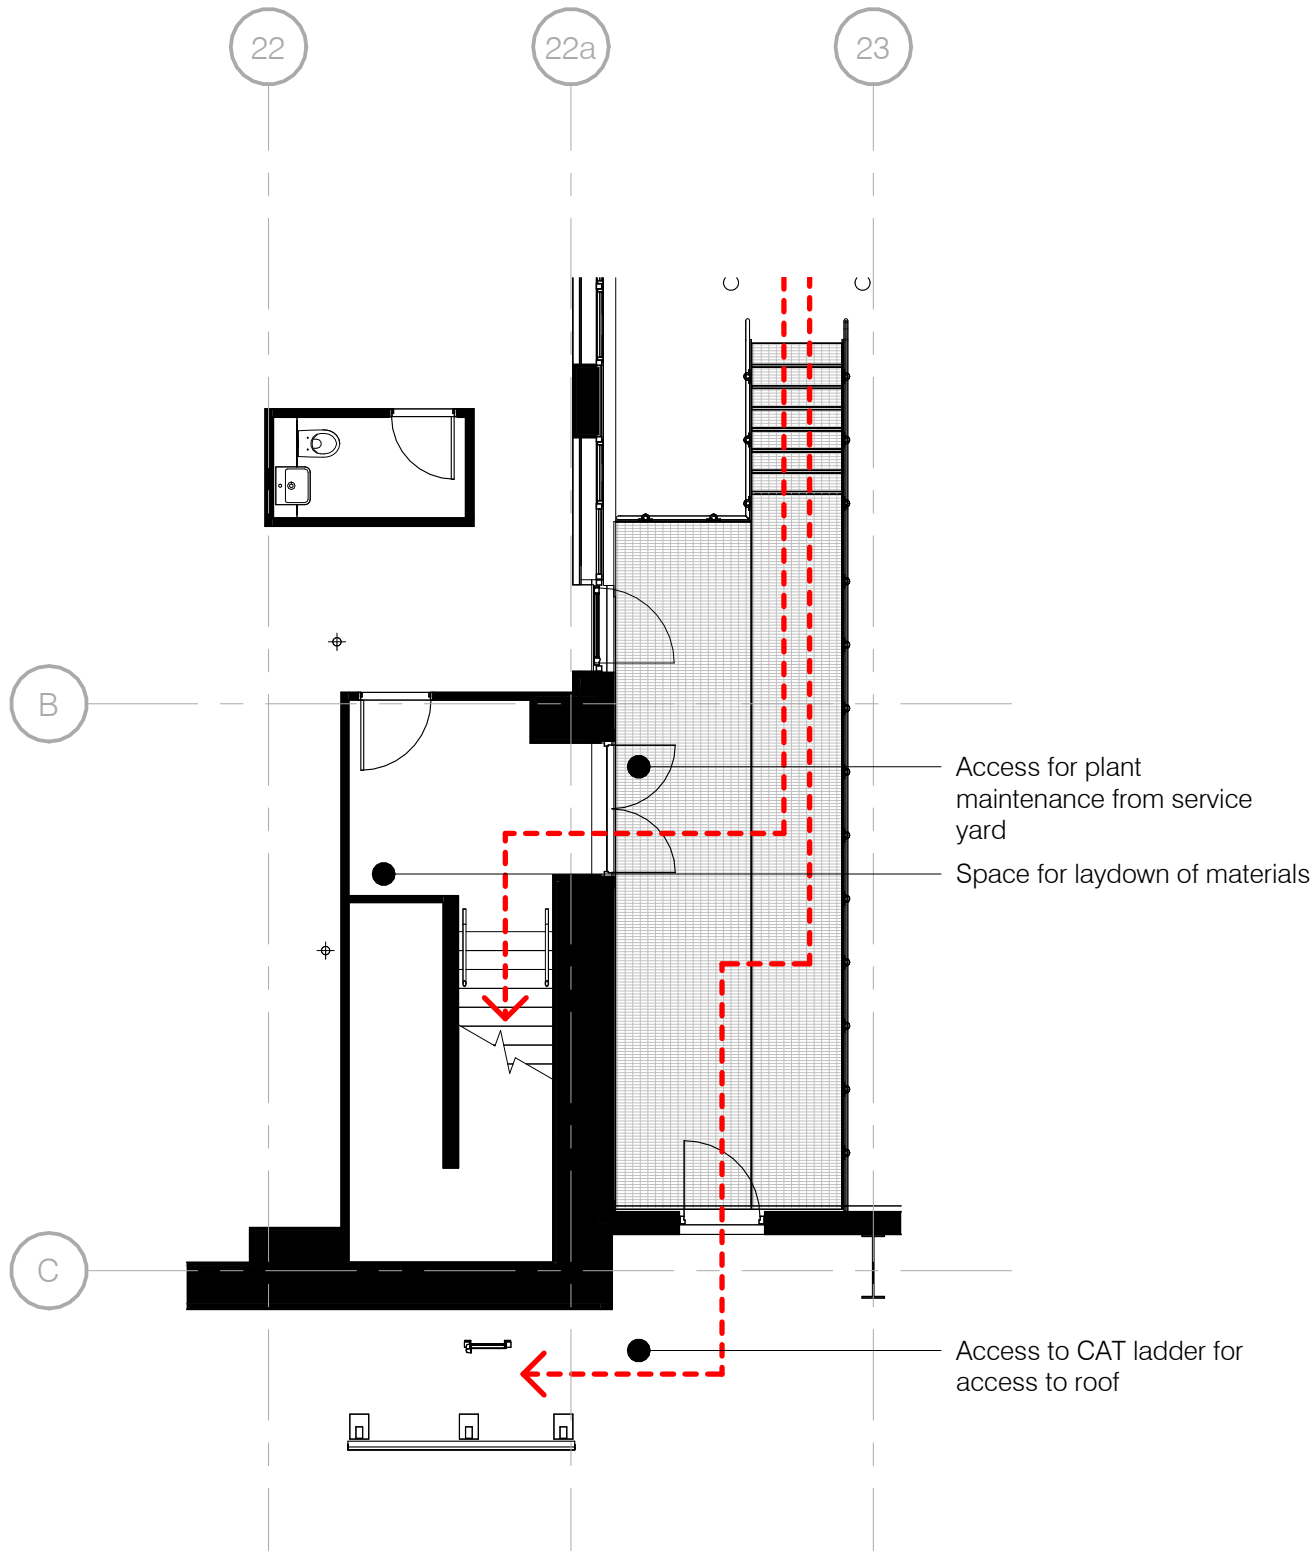 22
22a
23
B
Access for plant
maintenance from service
yard
Space for laydown of materials
C
Access to CAT ladder for
access to roof